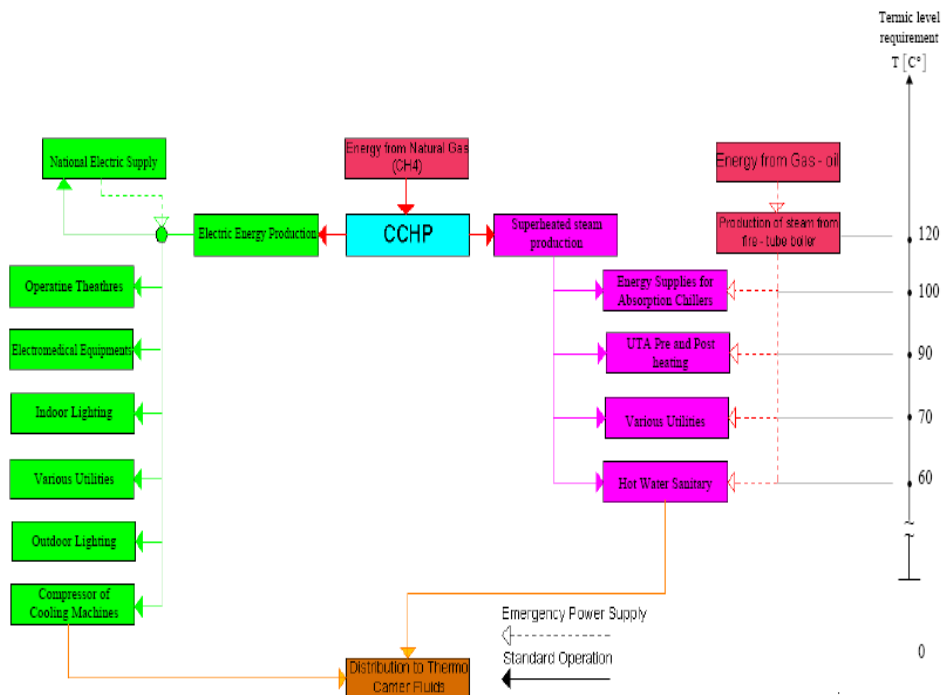 Termic level
requirement
T [C°]
National Electric Supply
Energy from Natural Gas
(CH4)
Energy from Gas - oil
Electric Energy Production
CCHP
Superheated steam
production
Production of steam from
fire - tube boiler
120
Operatine Theathres
Energy Supplies for
Absorption Chillers
100
Electromedical Equipments
UTA Pre and Post
heating
90
Indoor Lighting
Various Utilities
70
Various Utilities
Hot Water Sanitary
60
Outdoor Lighting
Compressor of
Cooling Machines
Emergency Power Supply
Standard Operation
0
Distribution to Thermo
Carrier Fluids